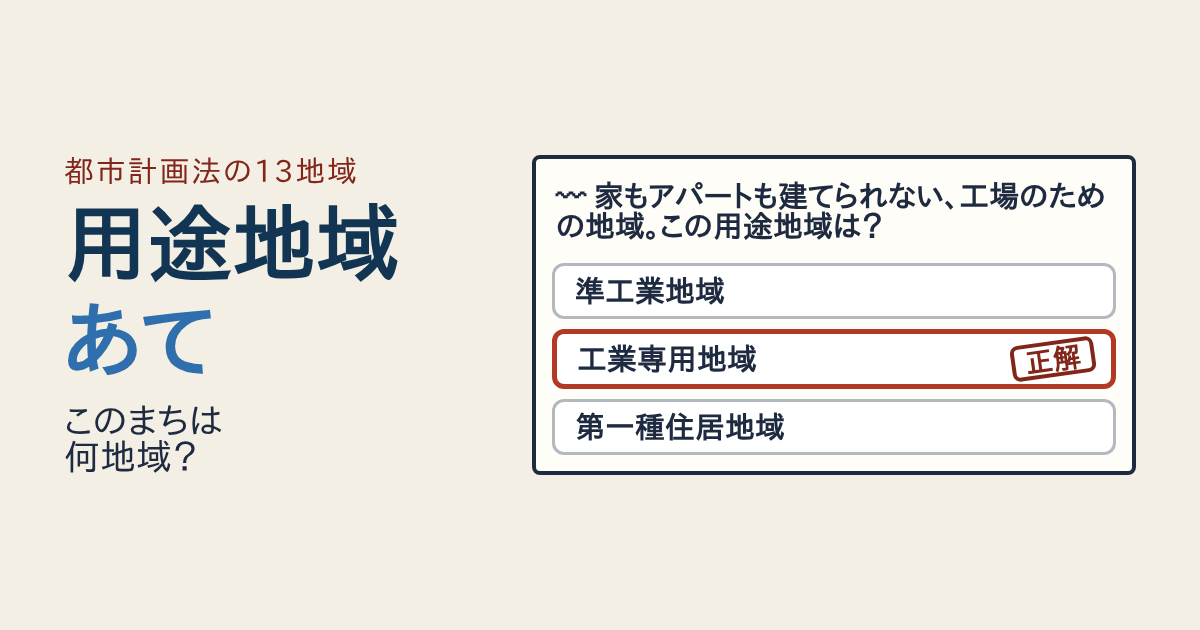 都市計画法の13地域
用途地域
あて
このまちは
何地域？
〰 家もアパートも建てられない、工場のため
の地域。この用途地域は？
準工業地域
工業専用地域
正解
第一種住居地域